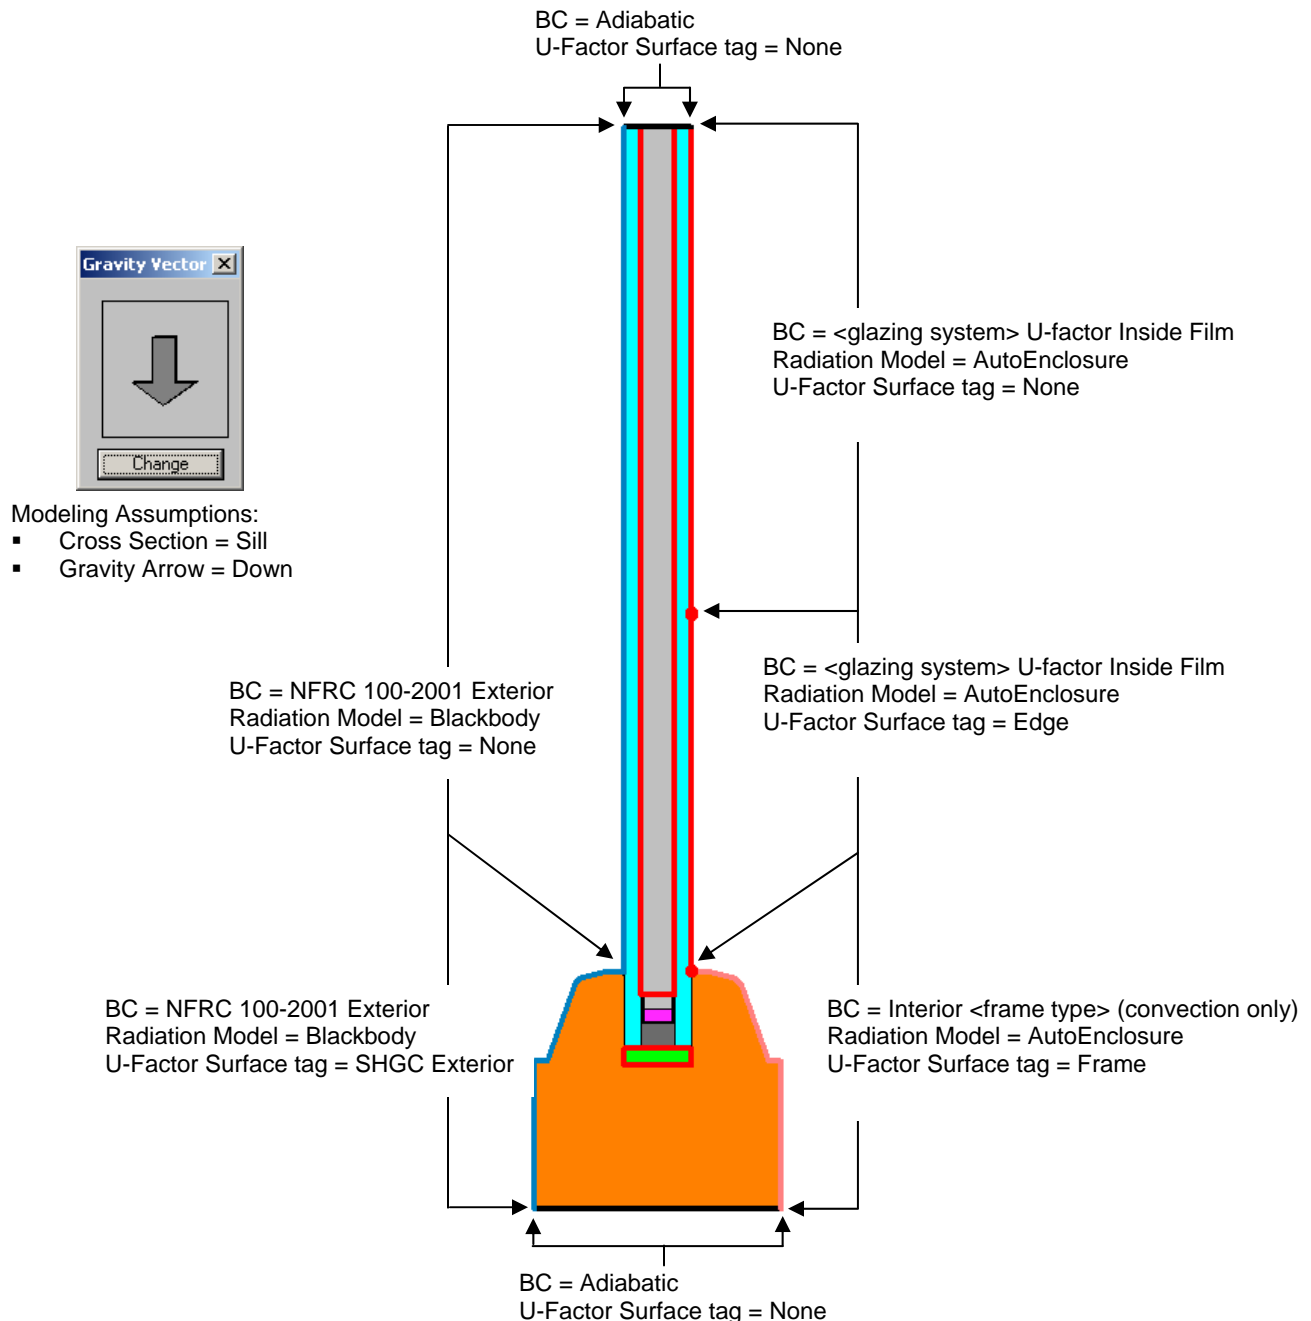 BC = Adiabatic
U-Factor Surface tag = None
Gravity Vector
Change
Modeling Assumptions:
▪ Cross Section = Sill
▪ Gravity Arrow = Down
BC = <glazing system> U-factor Inside Film
Radiation Model = AutoEnclosure
U-Factor Surface tag = None
BC = NFRC 100-2001 Exterior
Radiation Model = Blackbody
U-Factor Surface tag = None
BC = <glazing system> U-factor Inside Film
Radiation Model = AutoEnclosure
U-Factor Surface tag = Edge
BC = NFRC 100-2001 Exterior
Radiation Model = Blackbody
U-Factor Surface tag = SHGC Exterior
BC = Interior <frame type> (convection only)
Radiation Model = AutoEnclosure
U-Factor Surface tag = Frame
BC = Adiabatic
U-Factor Surface tag = None